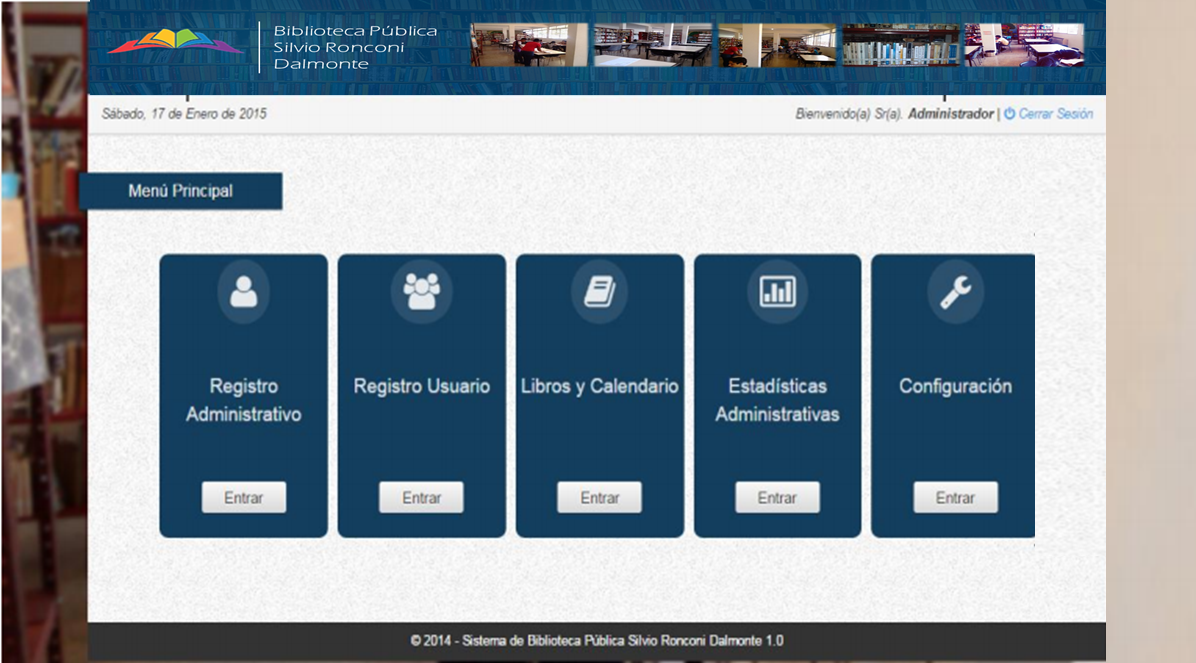 Biblioteca Pública
Silvio Ronconi
Dalmonte
Sábado, 17 de Enero de 2015
Bienvenido(a) Sr(a). Administrador | Cerrar Sesión
Menú Principal
Registro
Administrativo
Registro Usuario
Libros y Calendario
Estadísticas
Administrativas
Configuración
Entrar
Entrar
Entrar
Entrar
Entrar
© 2014 - Sistema de Biblioteca Pública Silvio Ronconi Dalmonte 1.0